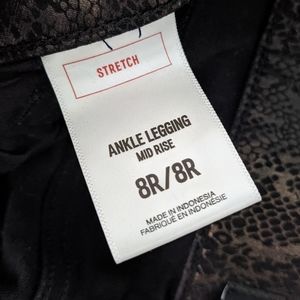 STRETCH
ANKLE LEGGING
MID RISE
8R/8R
MADE IN INDONESIA
FABRIQUÉ EN INDONÉSIE